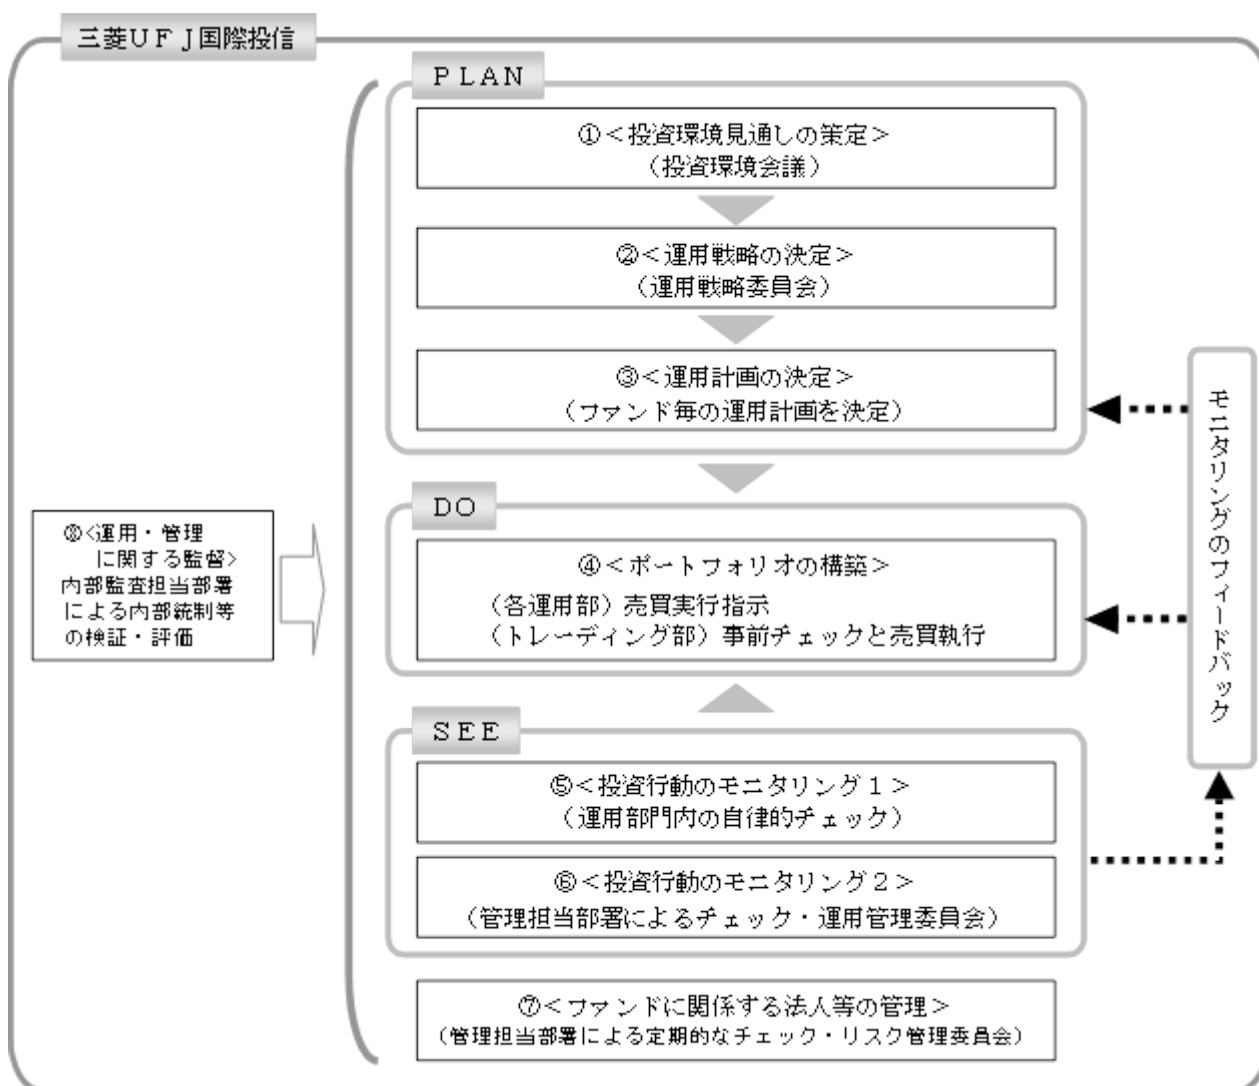 三菱ＵＦＪ国際投信
ＰＬＡＮ
①＜投資環境見通しの策定＞
（投資環境会議）
②＜運用戦略の決定＞
（運用戦略委員会）
③＜運用計画の決定＞
（ファンド毎の運用計画を決定）
ＤＯ
④＜ポートフォリオの構築＞
（各運用部）売買実行指示
（トレーディング部）事前チェックと売買執行
ＳＥＥ
⑤＜投資行動のモニタリング１＞
（運用部門内の自律的チェック）
⑥＜投資行動のモニタリング２＞
（管理担当部署によるチェック・運用管理委員会）
⑦＜ファンドに関係する法人等の管理＞
（管理担当部署による定期的なチェック・リスク管理委員会）
⑧＜運用・管理
に関する監督＞
内部監査担当部署
による内部統制等
の検証・評価
モニタリングのフィードバック